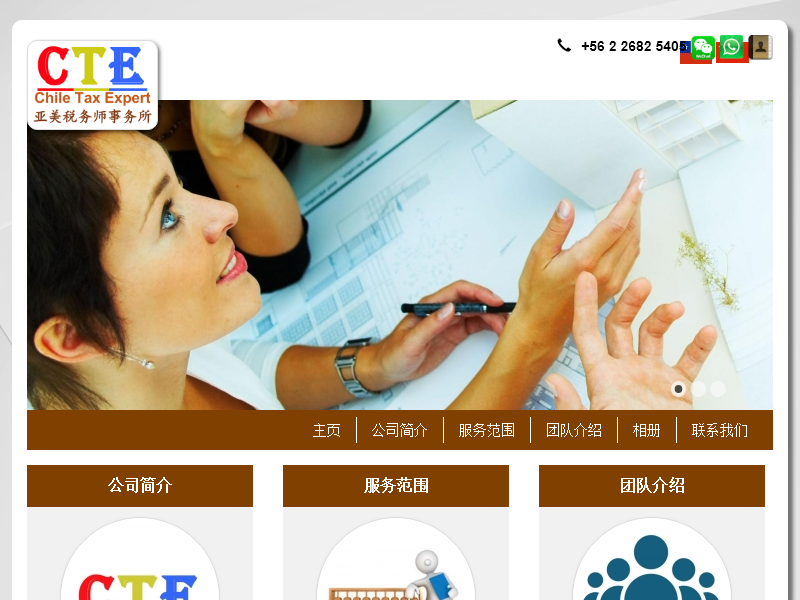 CTE
Chile Tax Expert
亚美税务师事务所
+56 2 2682 5405
WeChat
主页
公司简介
服务范围
团队介绍
相册
联系我们
公司简介
服务范围
团队介绍
CTE